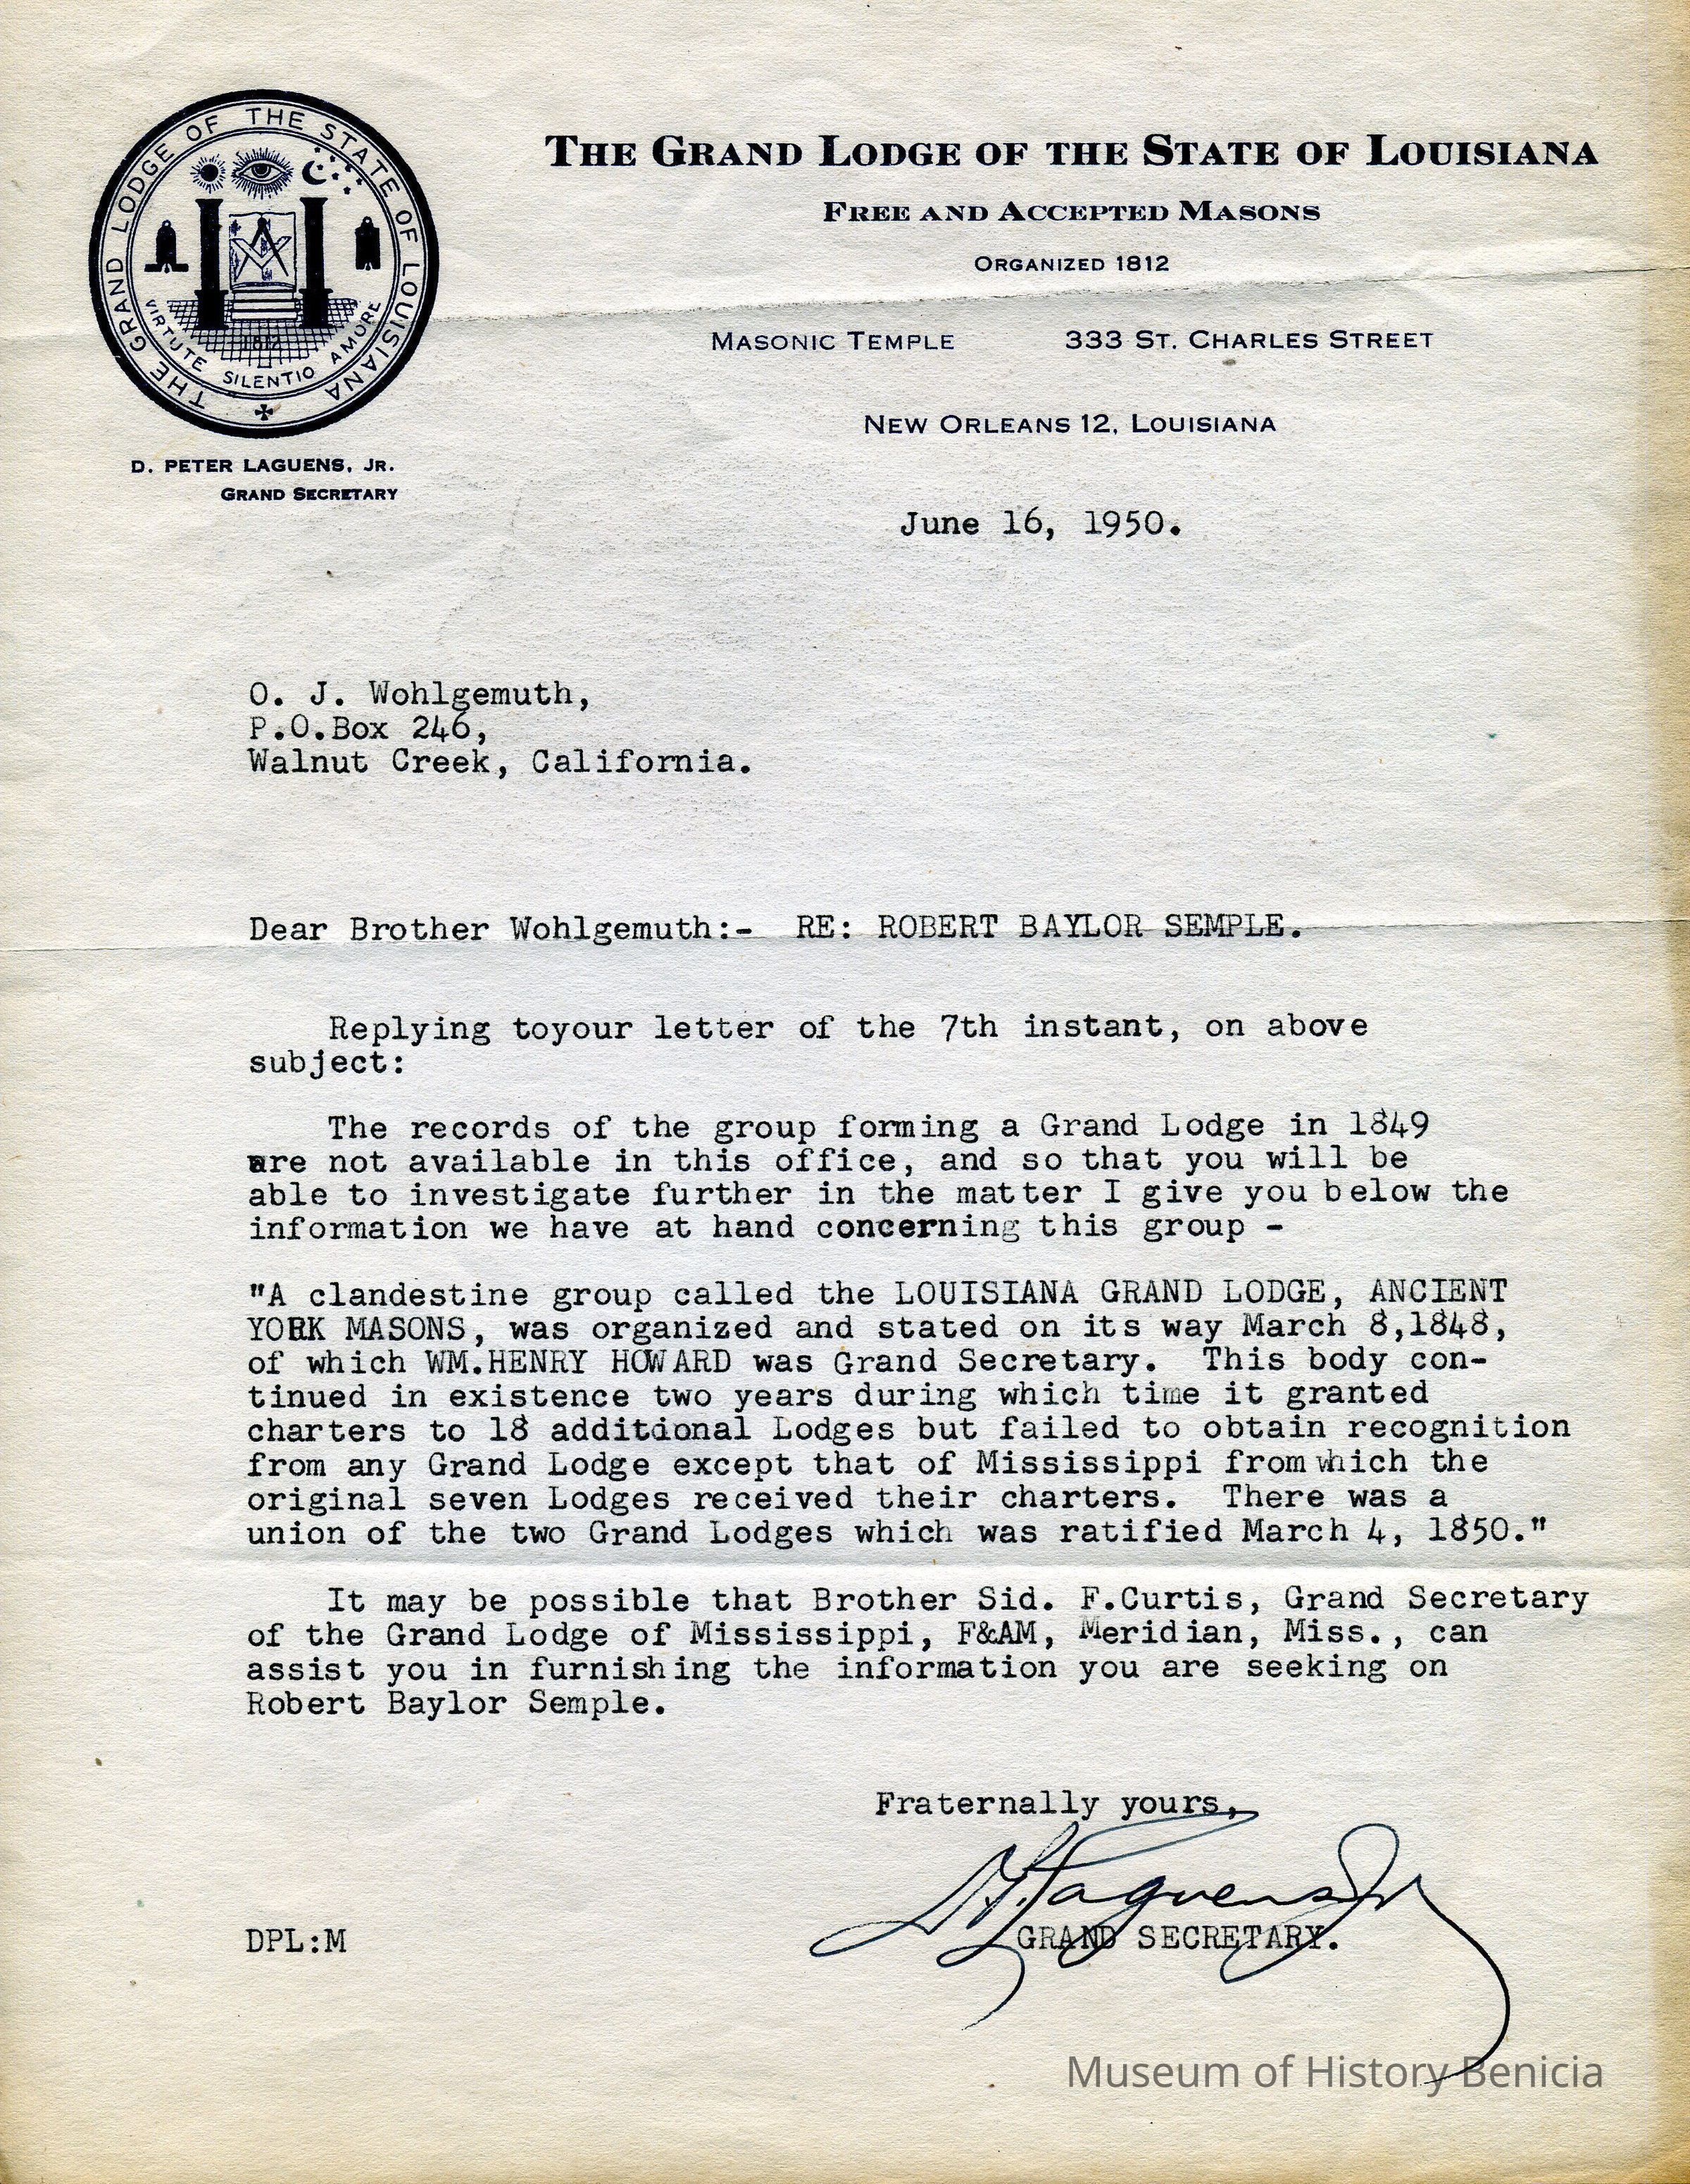 THE GRAND LODGE OF THE STATE OF LOUISIANA
VIRTUTE SILENTIO AMORE
1812
D. PETER LAGUENS, JR.
GRAND SECRETARY
THE GRAND LODGE OF THE STATE OF LOUISIANA
FREE AND ACCEPTED MASONS
ORGANIZED 1812
MASONIC TEMPLE 333 ST. CHARLES STREET
NEW ORLEANS 12, LOUISIANA
June 16, 1950.
O. J. Wohlgemuth,
P.O.Box 246,
Walnut Creek, California.
Dear Brother Wohlgemuth:- RE: ROBERT BAYLOR SEMPLE.
Replying toyour letter of the 7th instant, on above
subject:
The records of the group forming a Grand Lodge in 1849
are not available in this office, and so that you will be
able to investigate further in the matter I give you below the
information we have at hand concerning this group -
"A clandestine group called the LOUISIANA GRAND LODGE, ANCIENT
YORK MASONS, was organized and stated on its way March 8,1848,
of which WM.HENRY HOWARD was Grand Secretary. This body con-
tinued in existence two years during which time it granted
charters to 18 additional Lodges but failed to obtain recognition
from any Grand Lodge except that of Mississippi from which the
original seven Lodges received their charters. There was a
union of the two Grand Lodges which was ratified March 4, 1850."
It may be possible that Brother Sid. F.Curtis, Grand Secretary
of the Grand Lodge of Mississippi, F&AM, Meridian, Miss., can
assist you in furnishing the information you are seeking on
Robert Baylor Semple.
Fraternally yours,
D. P. Laguens Jr
DPL:M GRAND SECRETARY.
Museum of History Benicia